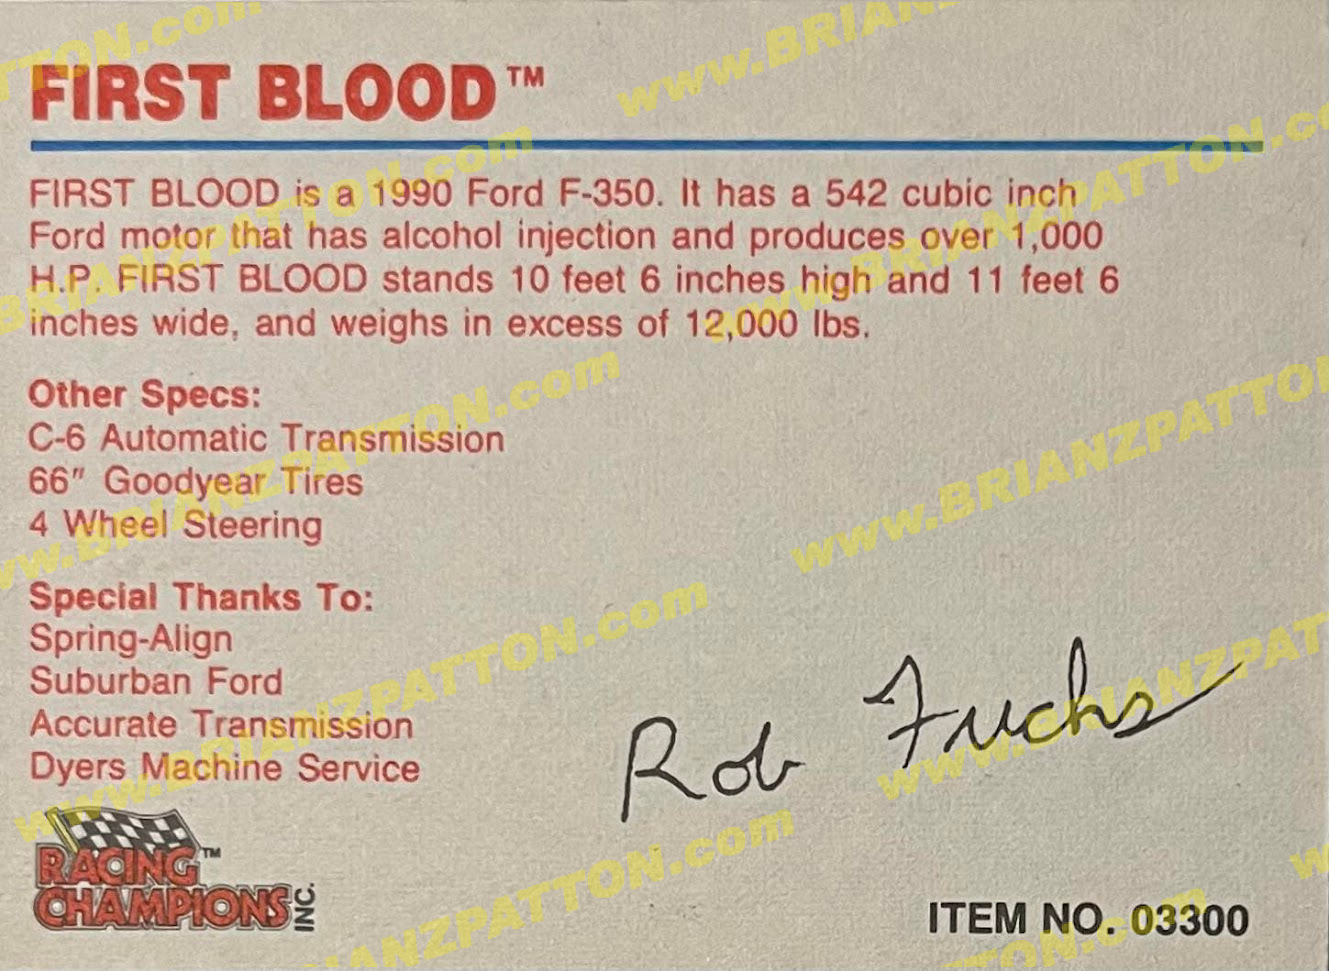 FIRST BLOOD™
FIRST BLOOD is a 1990 Ford F-350. It has a 542 cubic inch
Ford motor that has alcohol injection and produces over 1,000
H.P. FIRST BLOOD stands 10 feet 6 inches high and 11 feet 6
inches wide, and weighs in excess of 12,000 lbs.
Other Specs:
C-6 Automatic Transmission
66" Goodyear Tires
4 Wheel Steering
Special Thanks To:
Spring-Align
Suburban Ford
Accurate Transmission
Dyers Machine Service
Rob Fuchs
RACING™
CHAMPIONS INC.
ITEM NO. 03300
www.BRIANZPATTON.com